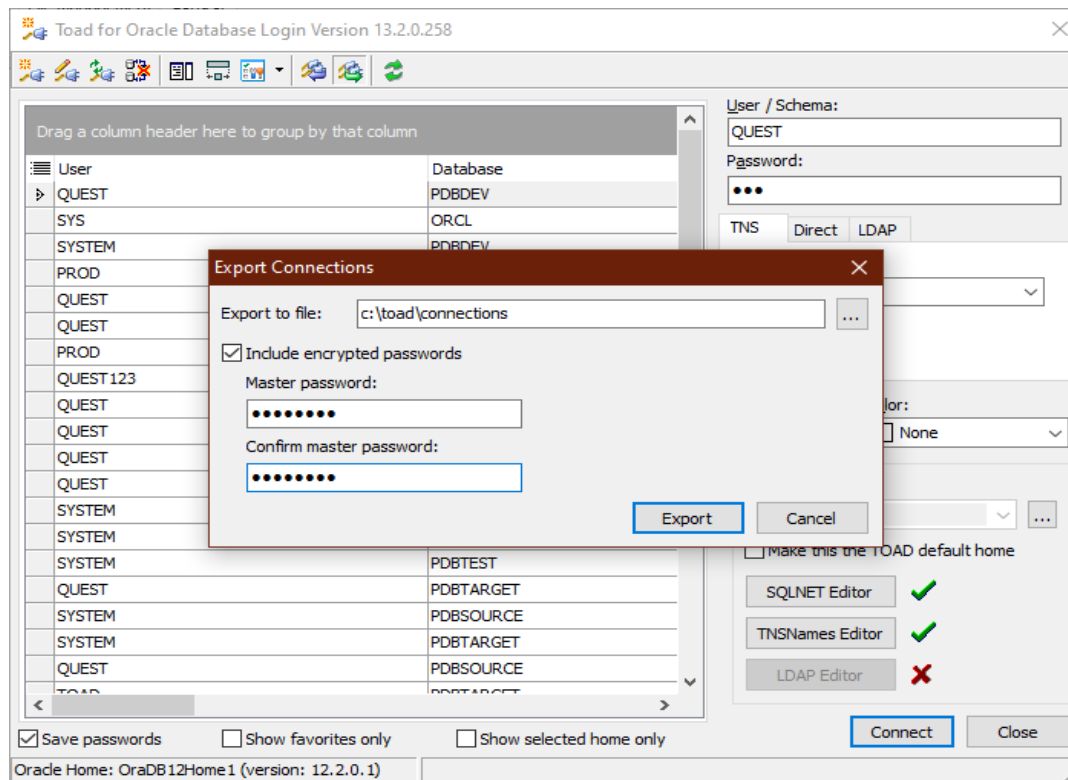 Toad for Oracle Database Login Version 13.2.0.258
Drag a column header here to group by that column
User Database
QUEST PDBDEV
SYS ORCL
SYSTEM PDBDEV
PROD
QUEST
QUEST
PROD
QUEST123
QUEST
QUEST
QUEST
QUEST
SYSTEM
SYSTEM
SYSTEM PDBTEST
QUEST PDBTARGET
SYSTEM PDBSOURCE
SYSTEM PDBTARGET
QUEST PDBSOURCE
TOAD PDBTARGET
Save passwords Show favorites only Show selected home only
Oracle Home: OraDB12Home1 (version: 12.2.0.1)
User / Schema:
QUEST
Password:
TNS Direct LDAP
None
...
Make this the TOAD default home
SQLNET Editor
TNSNames Editor
LDAP Editor
Connect Close
Export Connections
Export to file: c:\toad\connections ...
Include encrypted passwords
Master password:
Confirm master password:
Export Cancel